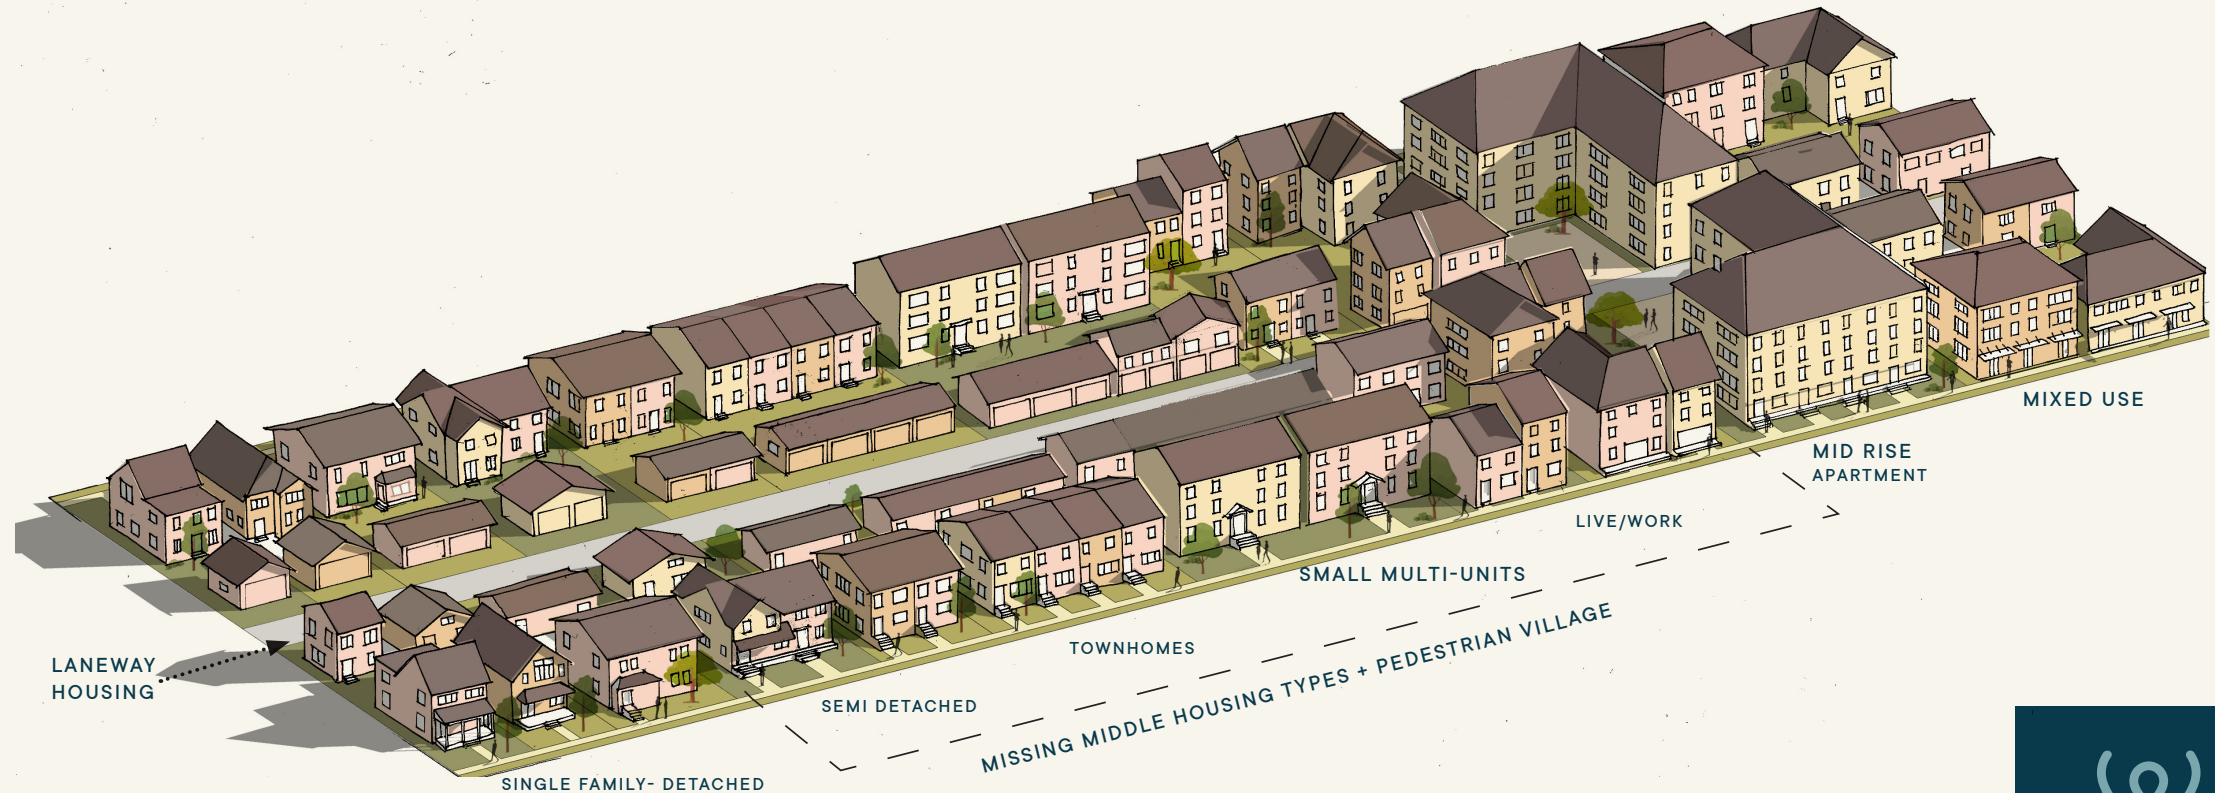 MIXED USE
MID RISE
APARTMENT
LIVE/WORK
SMALL MULTI-UNITS
TOWNHOMES
SEMI DETACHED
SINGLE FAMILY- DETACHED
LANEWAY
HOUSING
MISSING MIDDLE HOUSING TYPES + PEDESTRIAN VILLAGE